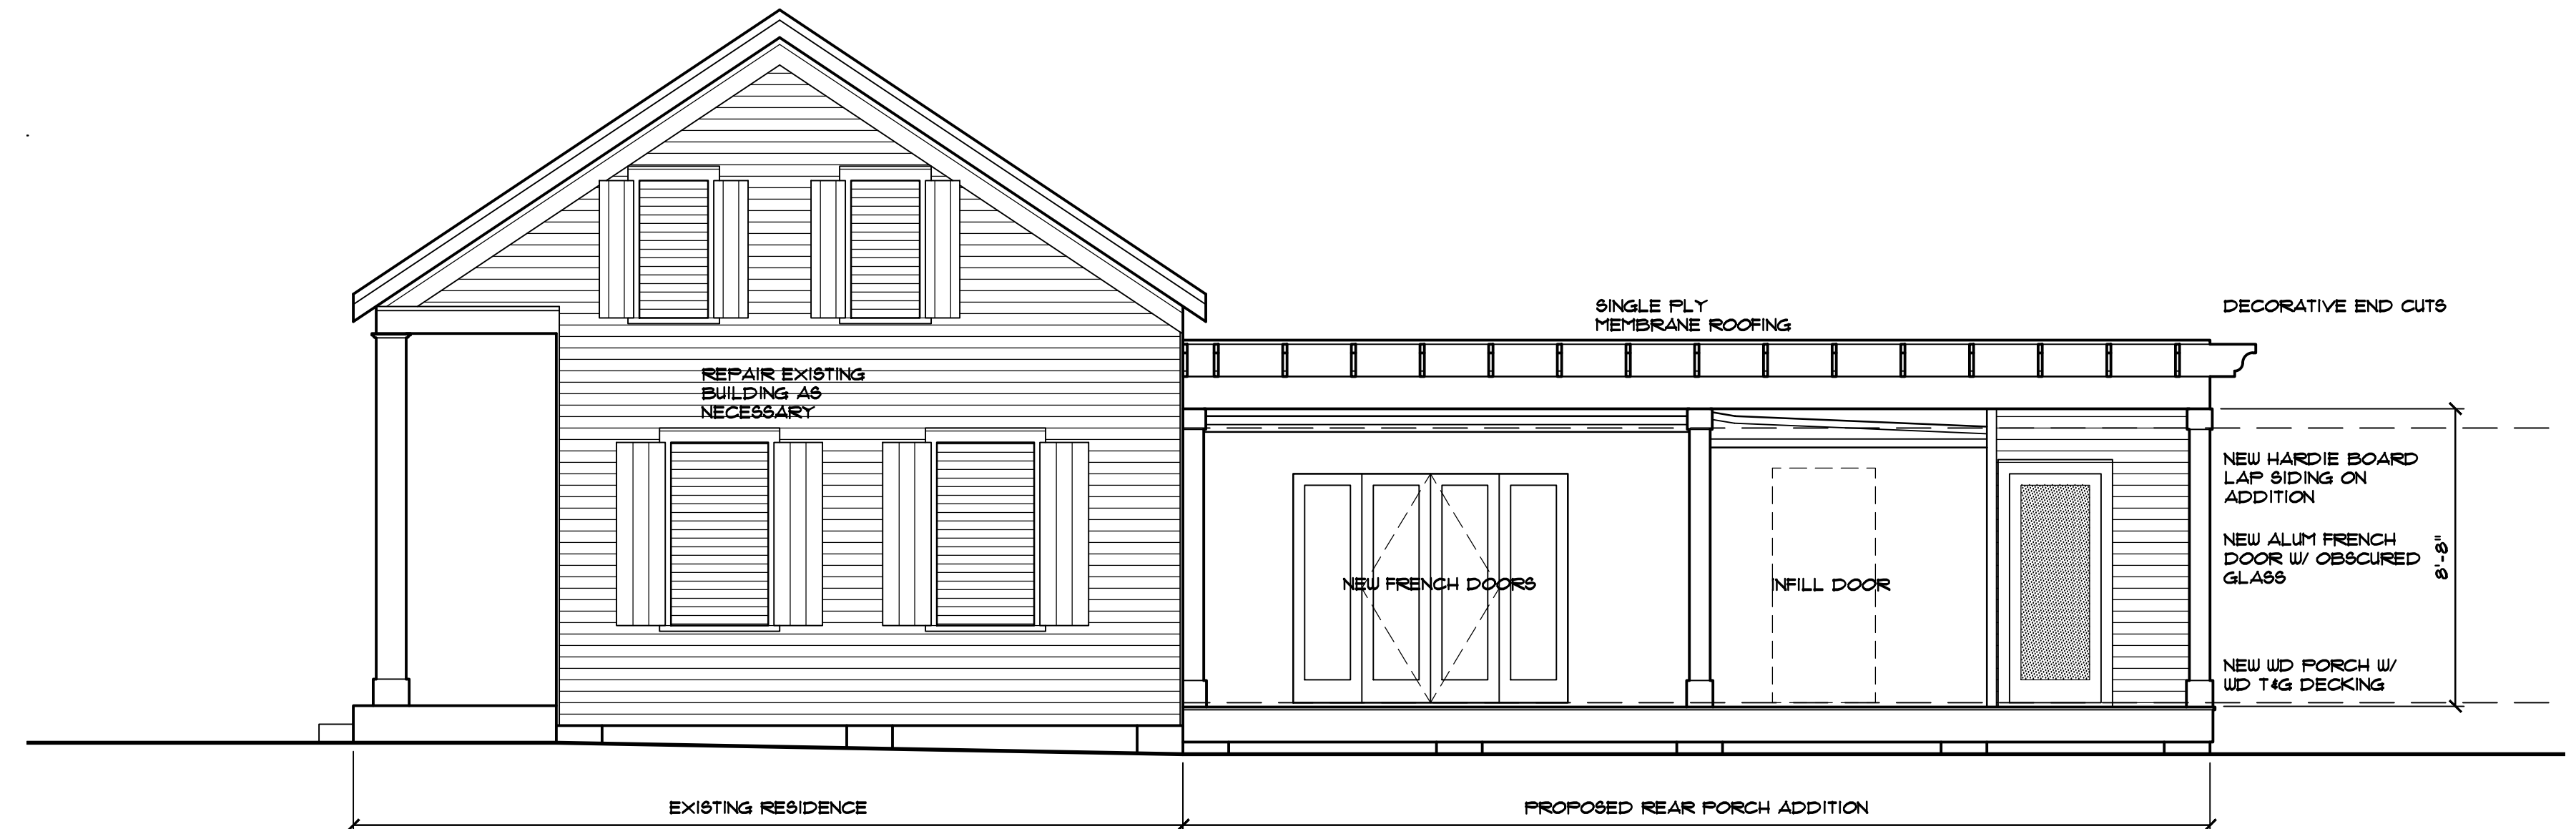 SINGLE PLY
MEMBRANE ROOFING
DECORATIVE END CUTS
REPAIR EXISTING
BUILDING AS
NECESSARY
NEW HARDIE BOARD
LAP SIDING ON
ADDITION
NEW ALUM FRENCH
DOOR W/ OBSCURED
GLASS
8'-8"
NEW FRENCH DOORS
INFILL DOOR
NEW WD PORCH W/
WD T&G DECKING
EXISTING RESIDENCE
PROPOSED REAR PORCH ADDITION